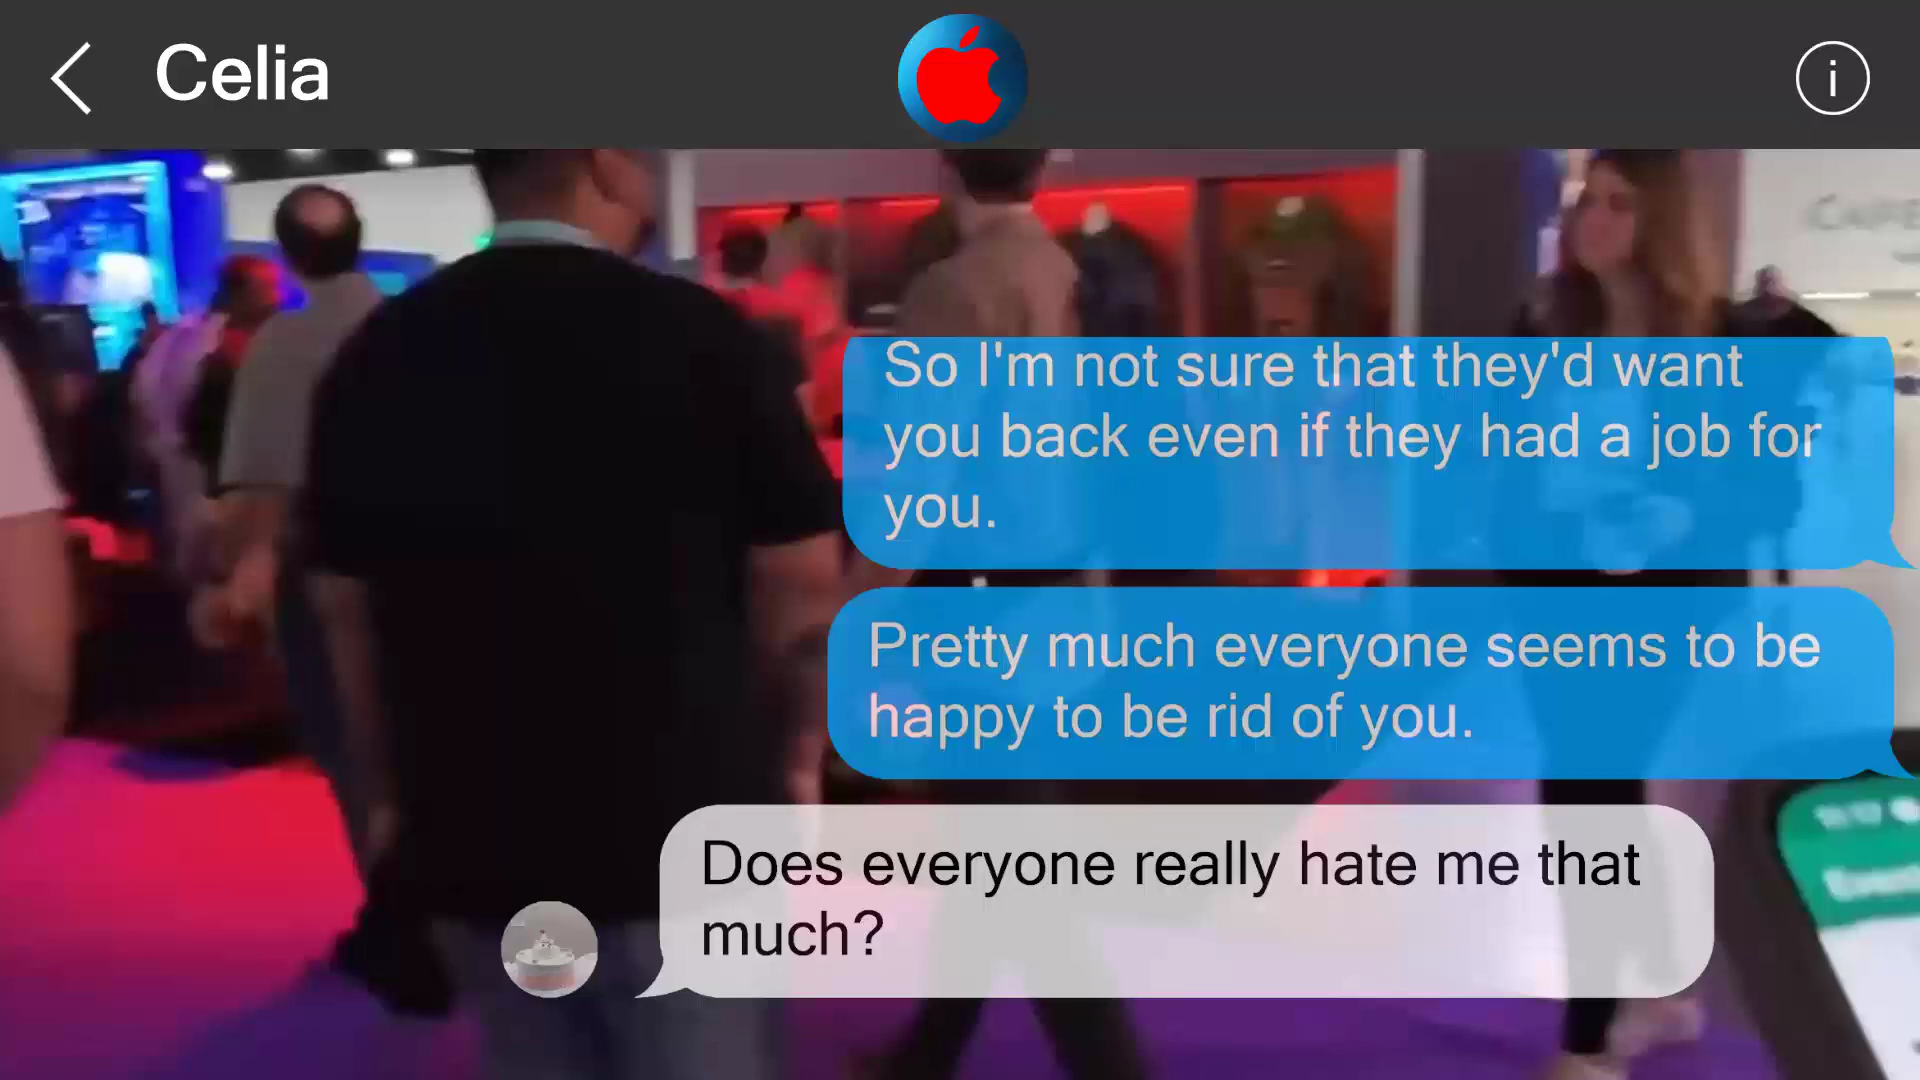 Celia
So I'm not sure that they'd want
you back even if they had a job for
you.
Pretty much everyone seems to be
happy to be rid of you.
Does everyone really hate me that
much?